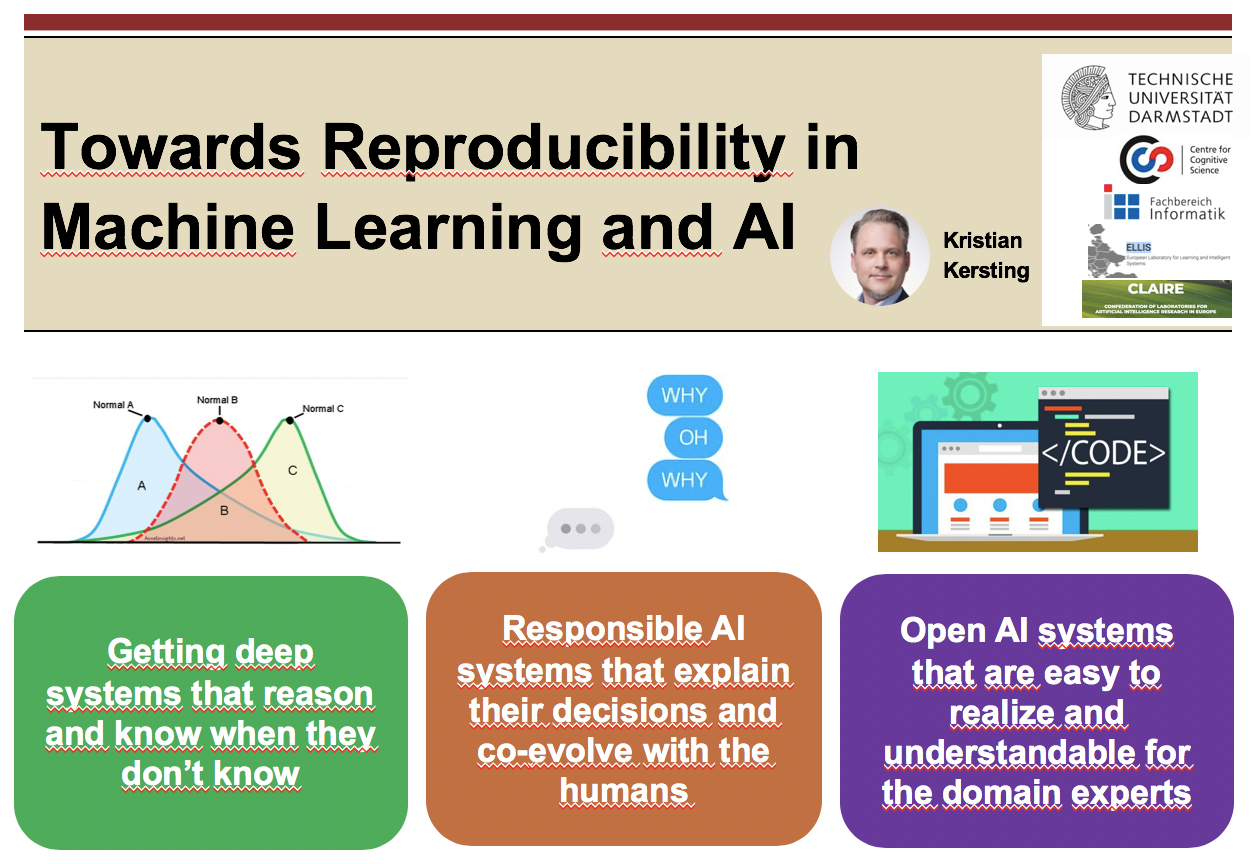 Towards Reproducibility in
Machine Learning and AI
Kristian
Kersting
TECHNISCHE
UNIVERSITÄT
DARMSTADT
Centre for
Cognitive
Science
Fachbereich
Informatik
ELLIS
European Laboratory for Learning and Intelligent
Systems
CLAIRE
CONFEDERATION OF LABORATORIES FOR
ARTIFICIAL INTELLIGENCE RESEARCH IN EUROPE
Normal A
Normal B
Normal C
A
B
C
AssetInsights.net
WHY
OH
WHY
</CODE>
Getting deep
systems that reason
and know when they
don’t know
Responsible AI
systems that explain
their decisions and
co-evolve with the
humans
Open AI systems
that are easy to
realize and
understandable for
the domain experts